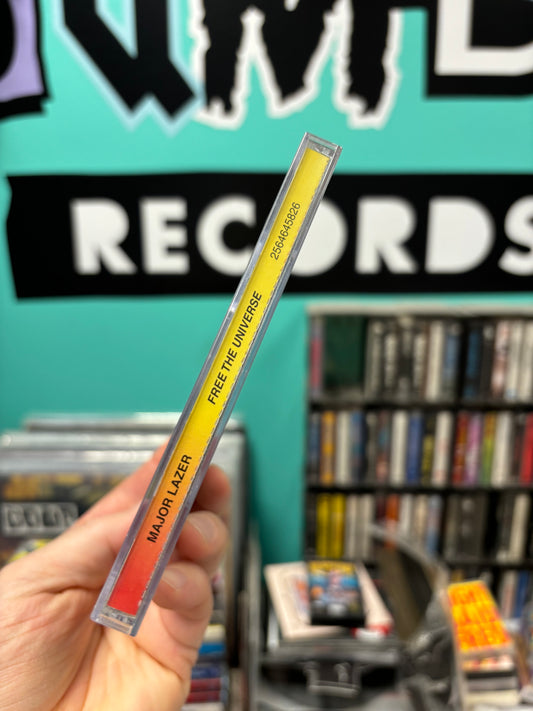 RECORDS
MAJOR LAZER FREE THE UNIVERSE 2564645826